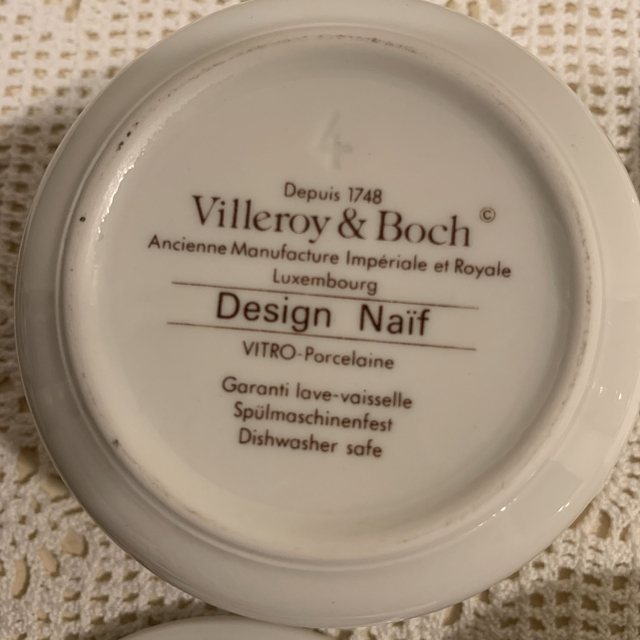 4
Depuis 1748
Villeroy & Boch ©
Ancienne Manufacture Impériale et Royale
Luxembourg
Design Naïf
VITRO-Porcelaine
Garanti lave-vaisselle
Spülmaschinenfest
Dishwasher safe